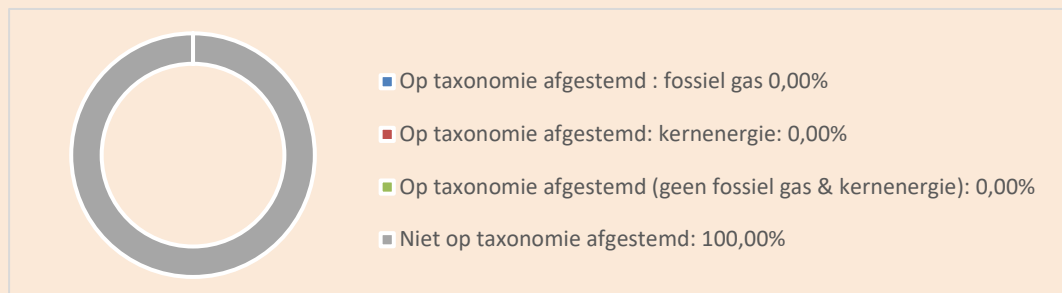 Op taxonomie afgestemd : fossiel gas 0,00%
Op taxonomie afgestemd: kernenergie: 0,00%
Op taxonomie afgestemd (geen fossiel gas & kernenergie): 0,00%
Niet op taxonomie afgestemd: 100,00%